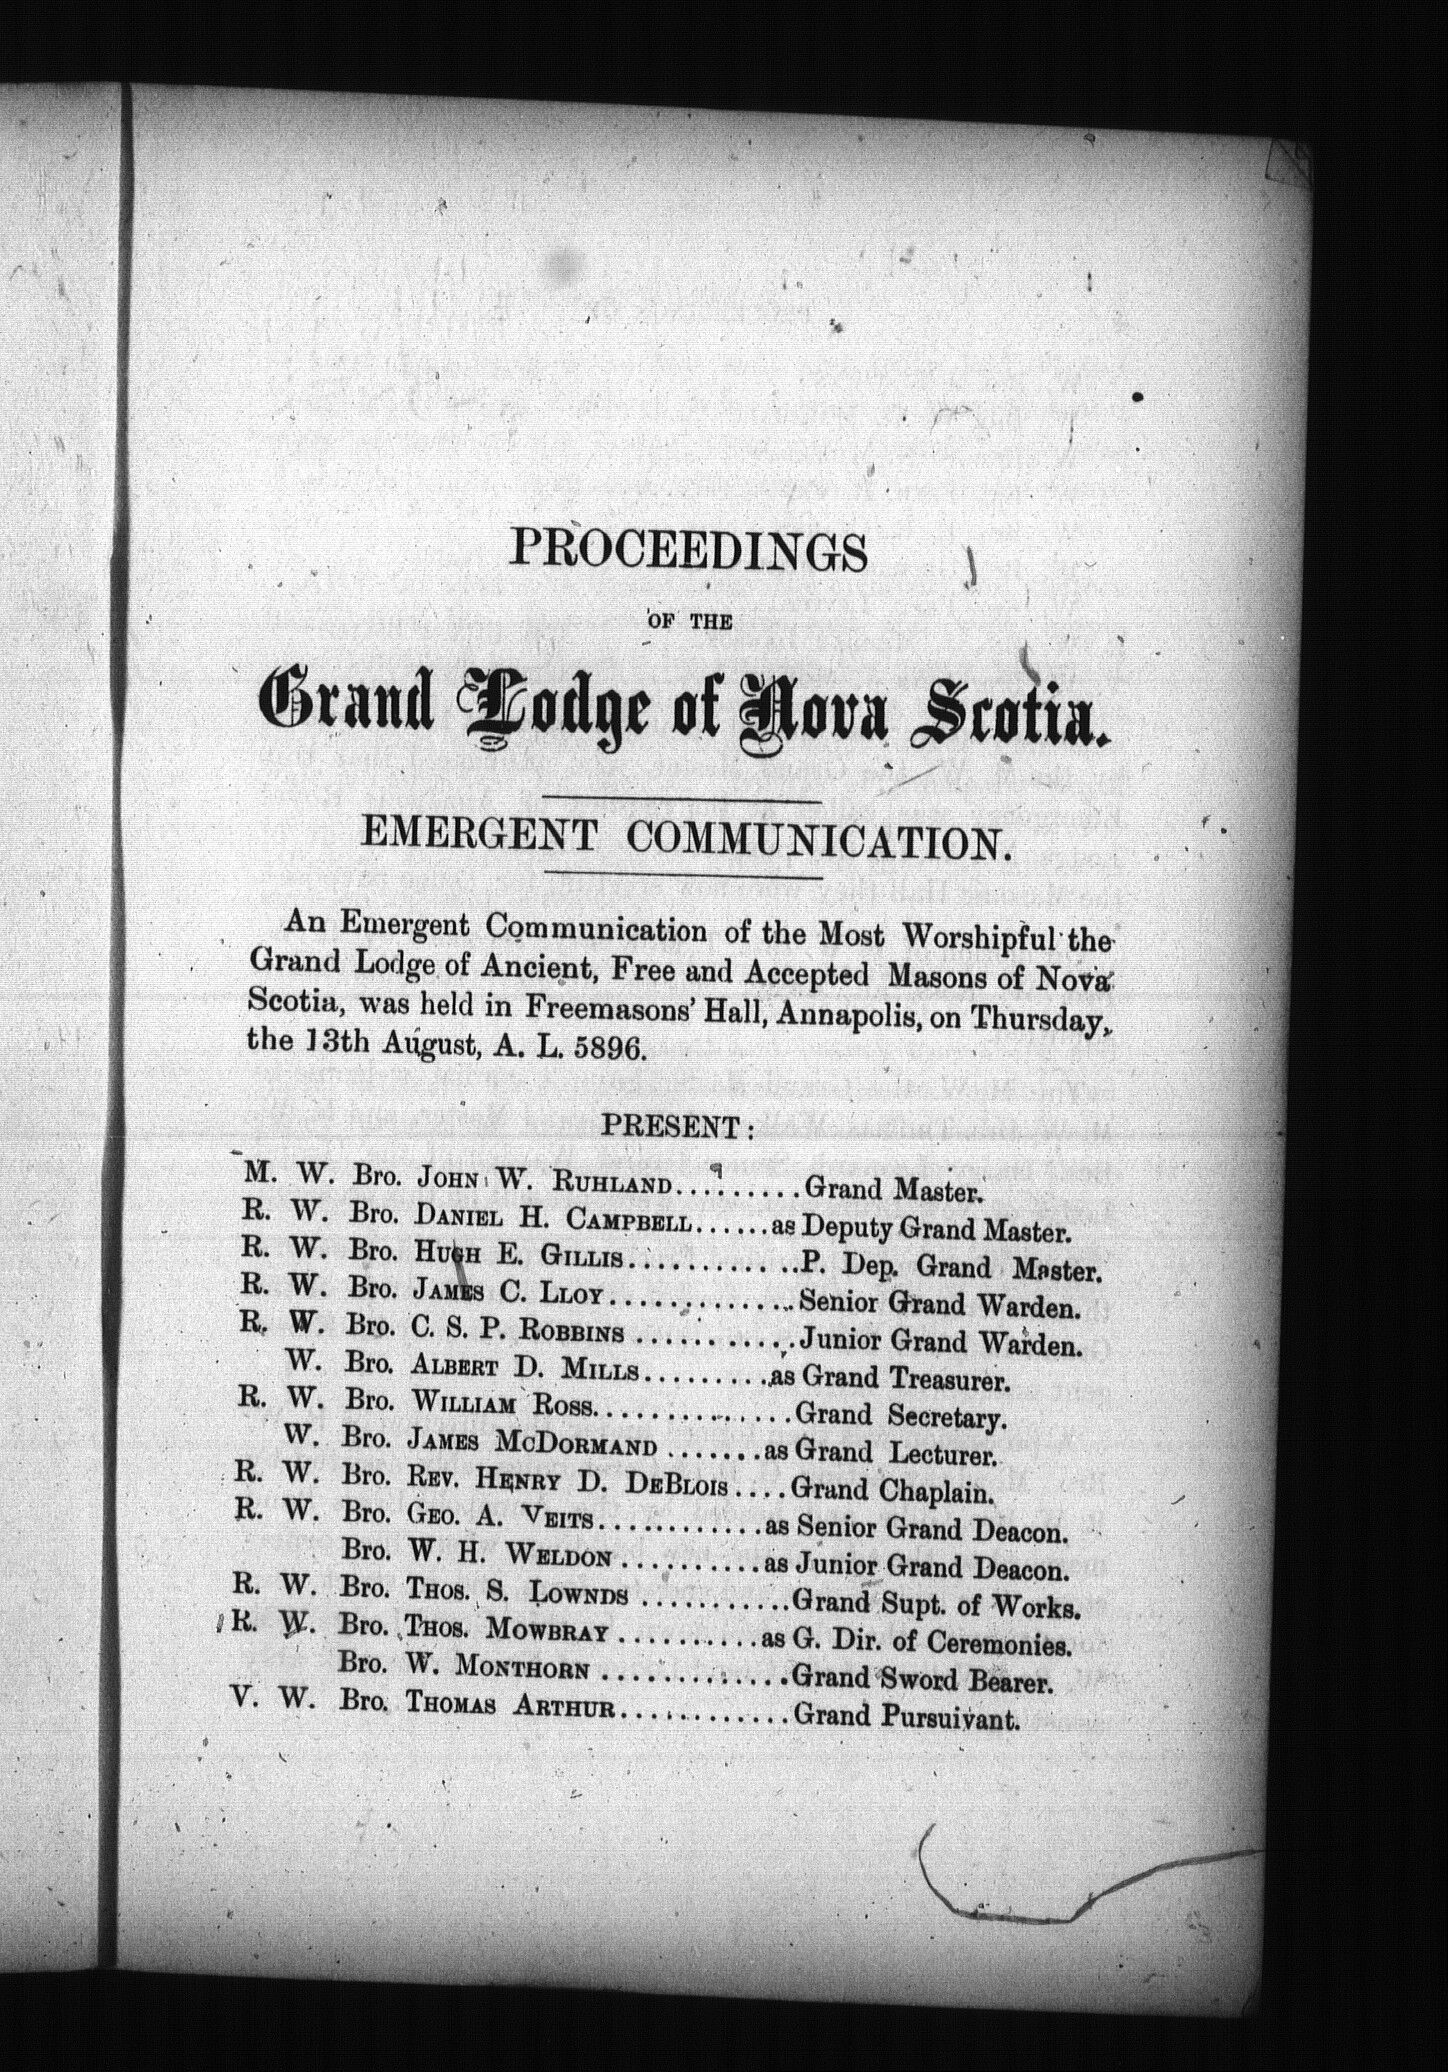 PROCEEDINGS
OF THE
Grand Lodge of Nova Scotia.
EMERGENT COMMUNICATION.
An Emergent Communication of the Most Worshipful the
Grand Lodge of Ancient, Free and Accepted Masons of Nova
Scotia, was held in Freemasons' Hall, Annapolis, on Thursday,
the 13th August, A. L. 5896.
PRESENT:
M. W. Bro. JOHN W. RUHLAND.........Grand Master.
R. W. Bro. DANIEL H. CAMPBELL......as Deputy Grand Master.
R. W. Bro. HUGH E. GILLIS............P. Dep. Grand Master.
R. W. Bro. JAMES C. LLOY.............Senior Grand Warden.
R. W. Bro. C. S. P. ROBBINS ...........Junior Grand Warden.
W. Bro. ALBERT D. MILLS.........as Grand Treasurer.
R. W. Bro. WILLIAM ROSS..............Grand Secretary.
W. Bro. JAMES MCDORMAND .......as Grand Lecturer.
R. W. Bro. REV. HENRY D. DEBLOIS....Grand Chaplain.
R. W. Bro. GEO. A. VEITS............as Senior Grand Deacon.
Bro. W. H. WELDON ..........as Junior Grand Deacon.
R. W. Bro. THOS. S. LOWNDS ...........Grand Supt. of Works.
R. W. Bro. THOS. MOWBRAY ..........as G. Dir. of Ceremonies.
Bro. W. MONTHORN .............Grand Sword Bearer.
V. W. Bro. THOMAS ARTHUR............Grand Pursuivant.